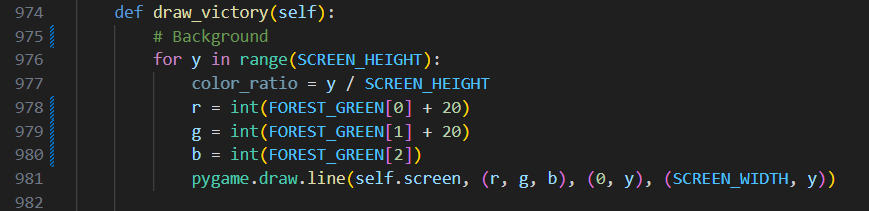 974 def draw_victory(self):
975 # Background
976 for y in range(SCREEN_HEIGHT):
977 color_ratio = y / SCREEN_HEIGHT
978 r = int(FOREST_GREEN[0] + 20)
979 g = int(FOREST_GREEN[1] + 20)
980 b = int(FOREST_GREEN[2])
981 pygame.draw.line(self.screen, (r, g, b), (0, y), (SCREEN_WIDTH, y))
982